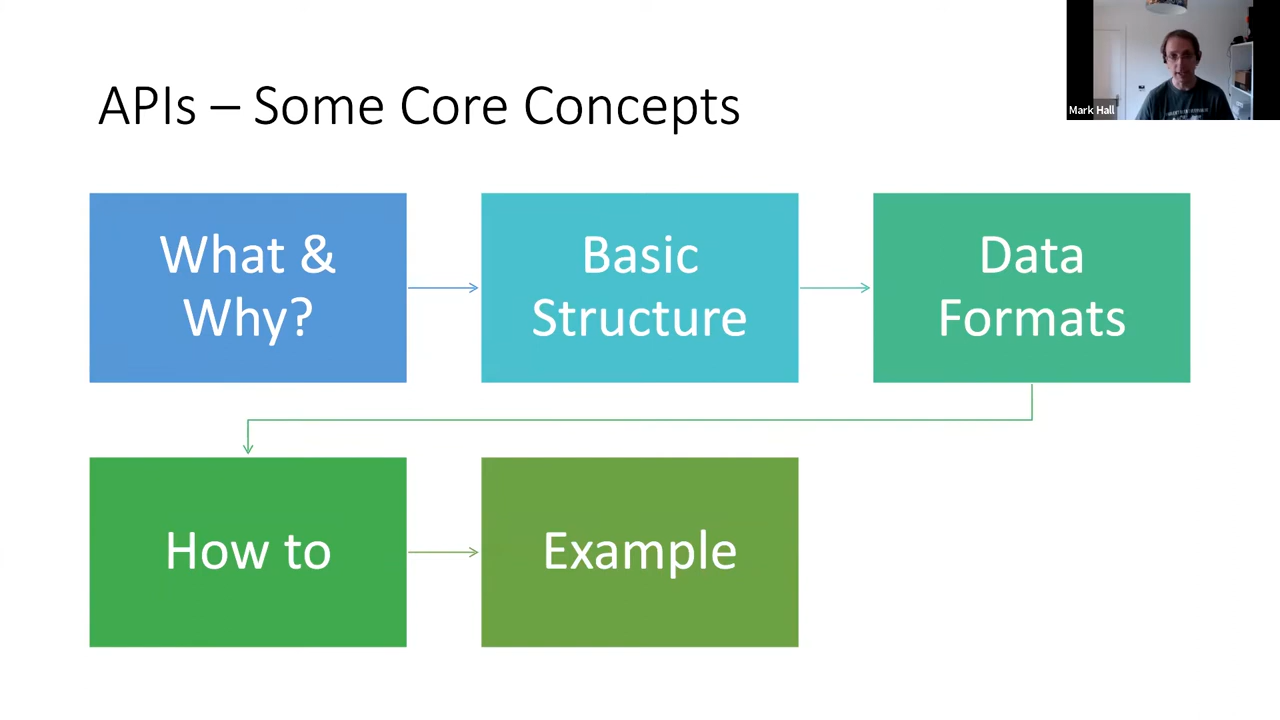 APIs – Some Core Concepts
Mark Hall
What &
Why?
Basic
Structure
Data
Formats
How to
Example